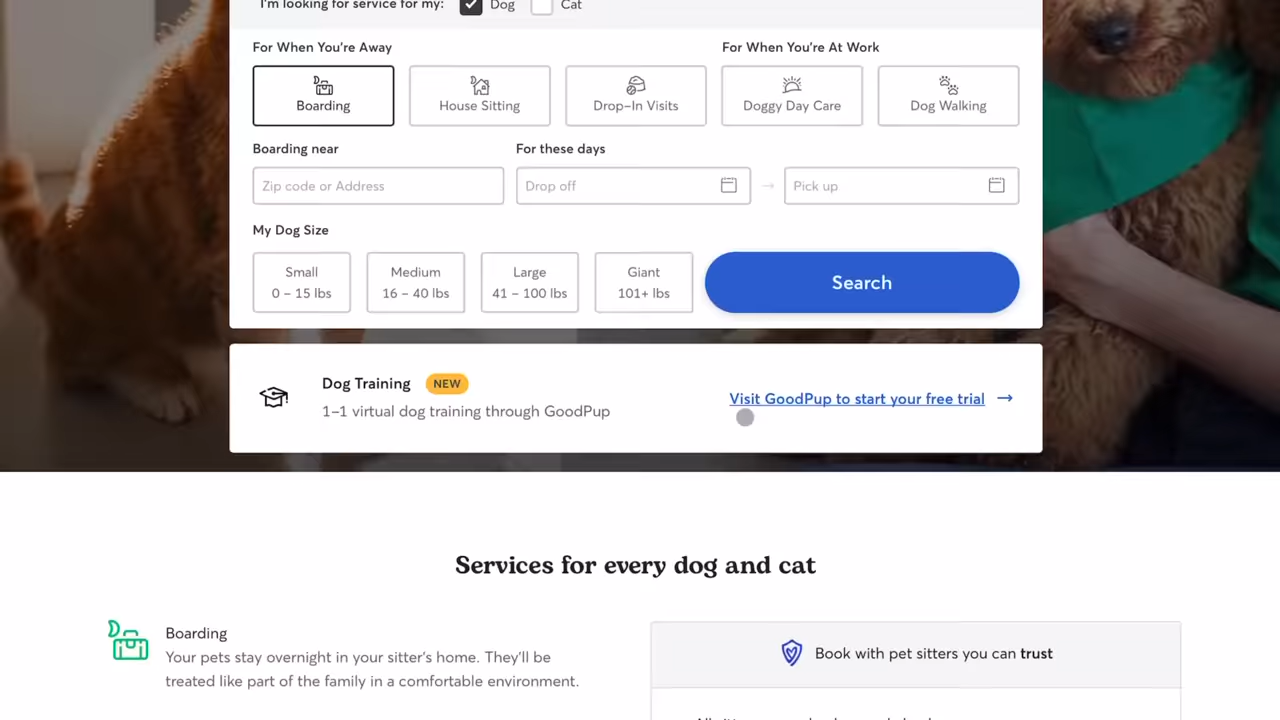 I'm looking for service for my: Dog Cat
For When You're Away
For When You're At Work
Boarding
House Sitting
Drop-In Visits
Doggy Day Care
Dog Walking
Boarding near
For these days
Zip code or Address
Drop off
→
Pick up
My Dog Size
Small
0 – 15 lbs
Medium
16 – 40 lbs
Large
41 – 100 lbs
Giant
101+ lbs
Search
Dog Training NEW
1–1 virtual dog training through GoodPup
Visit GoodPup to start your free trial →
Services for every dog and cat
Boarding
Your pets stay overnight in your sitter's home. They'll be
treated like part of the family in a comfortable environment.
Book with pet sitters you can trust